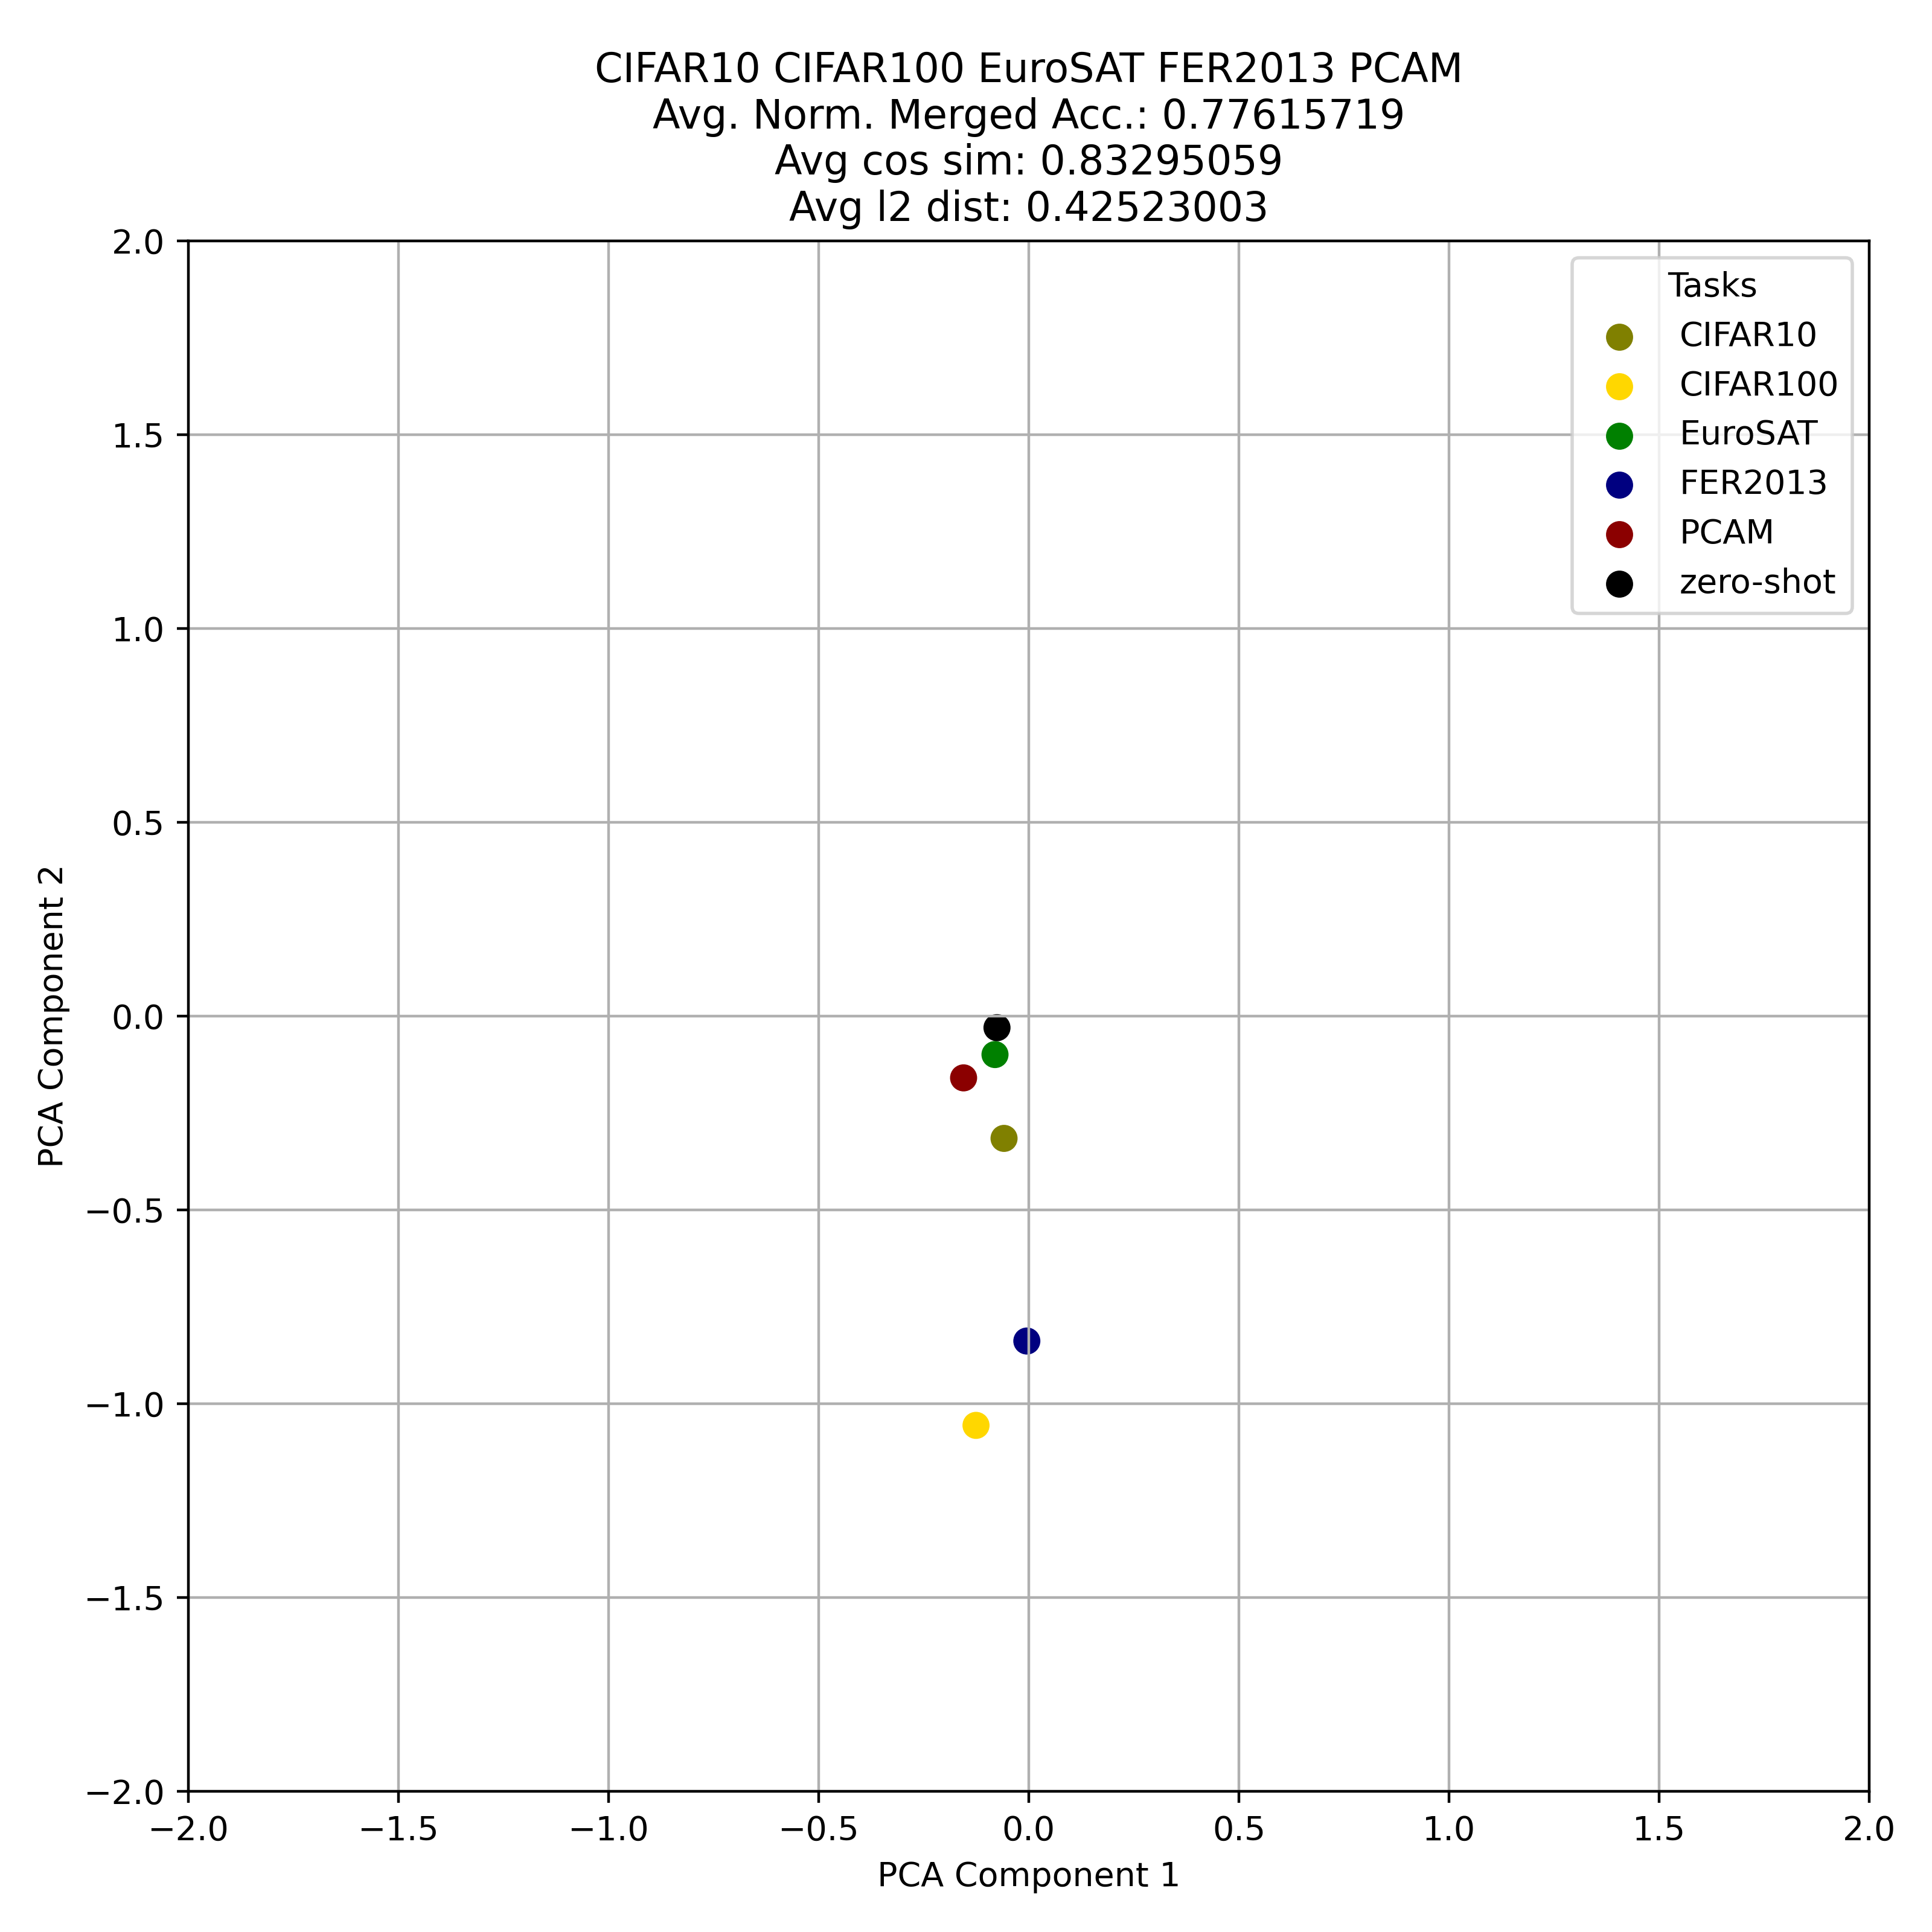 CIFAR10 CIFAR100 EuroSAT FER2013 PCAM
Avg. Norm. Merged Acc.: 0.77615719
Avg cos sim: 0.83295059
Avg l2 dist: 0.42523003
Tasks
CIFAR10
CIFAR100
EuroSAT
FER2013
PCAM
zero-shot
2.0
1.5
1.0
0.5
0.0
−0.5
−1.0
−1.5
−2.0
PCA Component 2
−2.0 −1.5 −1.0 −0.5 0.0 0.5 1.0 1.5 2.0
PCA Component 1